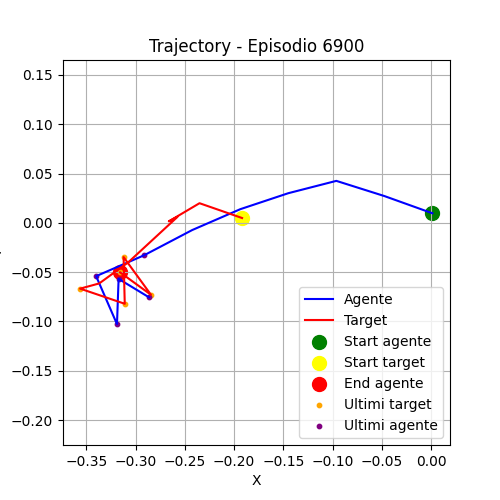 Trajectory - Episodio 6900
0.15
0.10
0.05
0.00
−0.05
−0.10
−0.15
−0.20
Agente
Target
Start agente
Start target
End agente
Ultimi target
Ultimi agente
−0.35 −0.30 −0.25 −0.20 −0.15 −0.10 −0.05 0.00
X